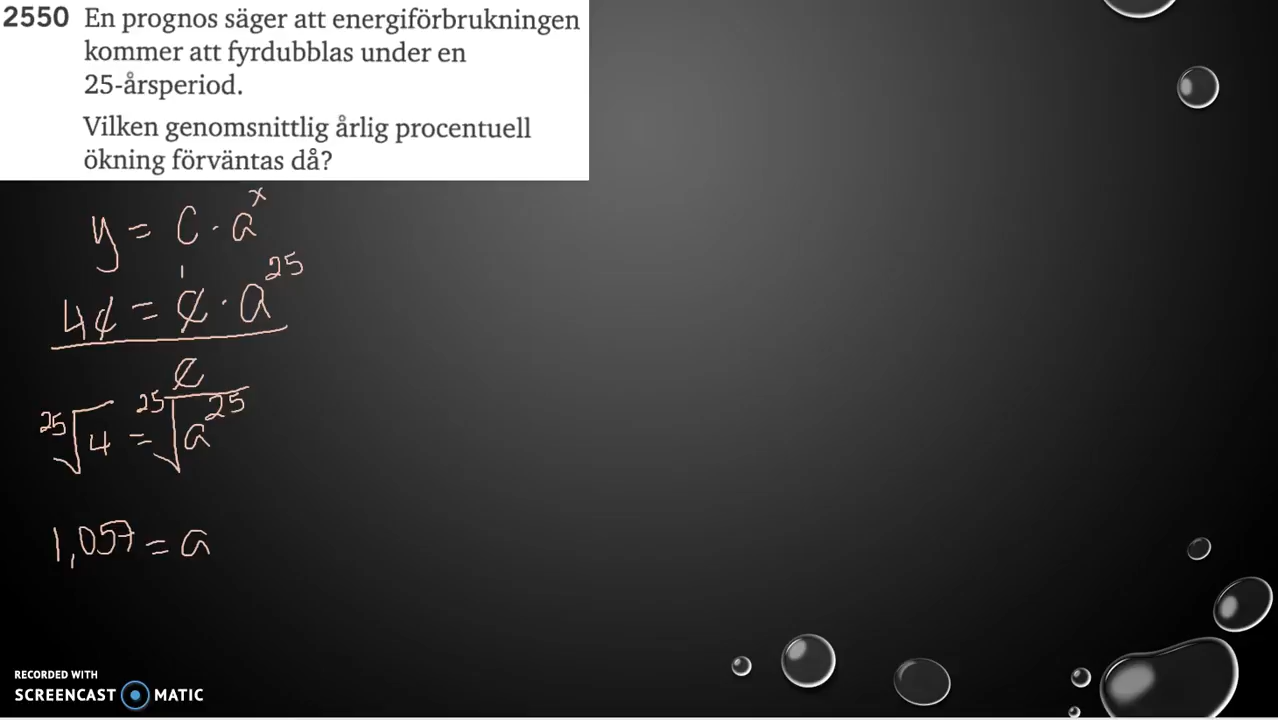 2550 En prognos säger att energiförbrukningen
kommer att fyrdubblas under en
25-årsperiod.
Vilken genomsnittlig årlig procentuell
ökning förväntas då?
y = C · a^x
4C = C · a^25
C
25√4 = 25√a^25
1,057 = a
RECORDED WITH
SCREENCAST MATIC